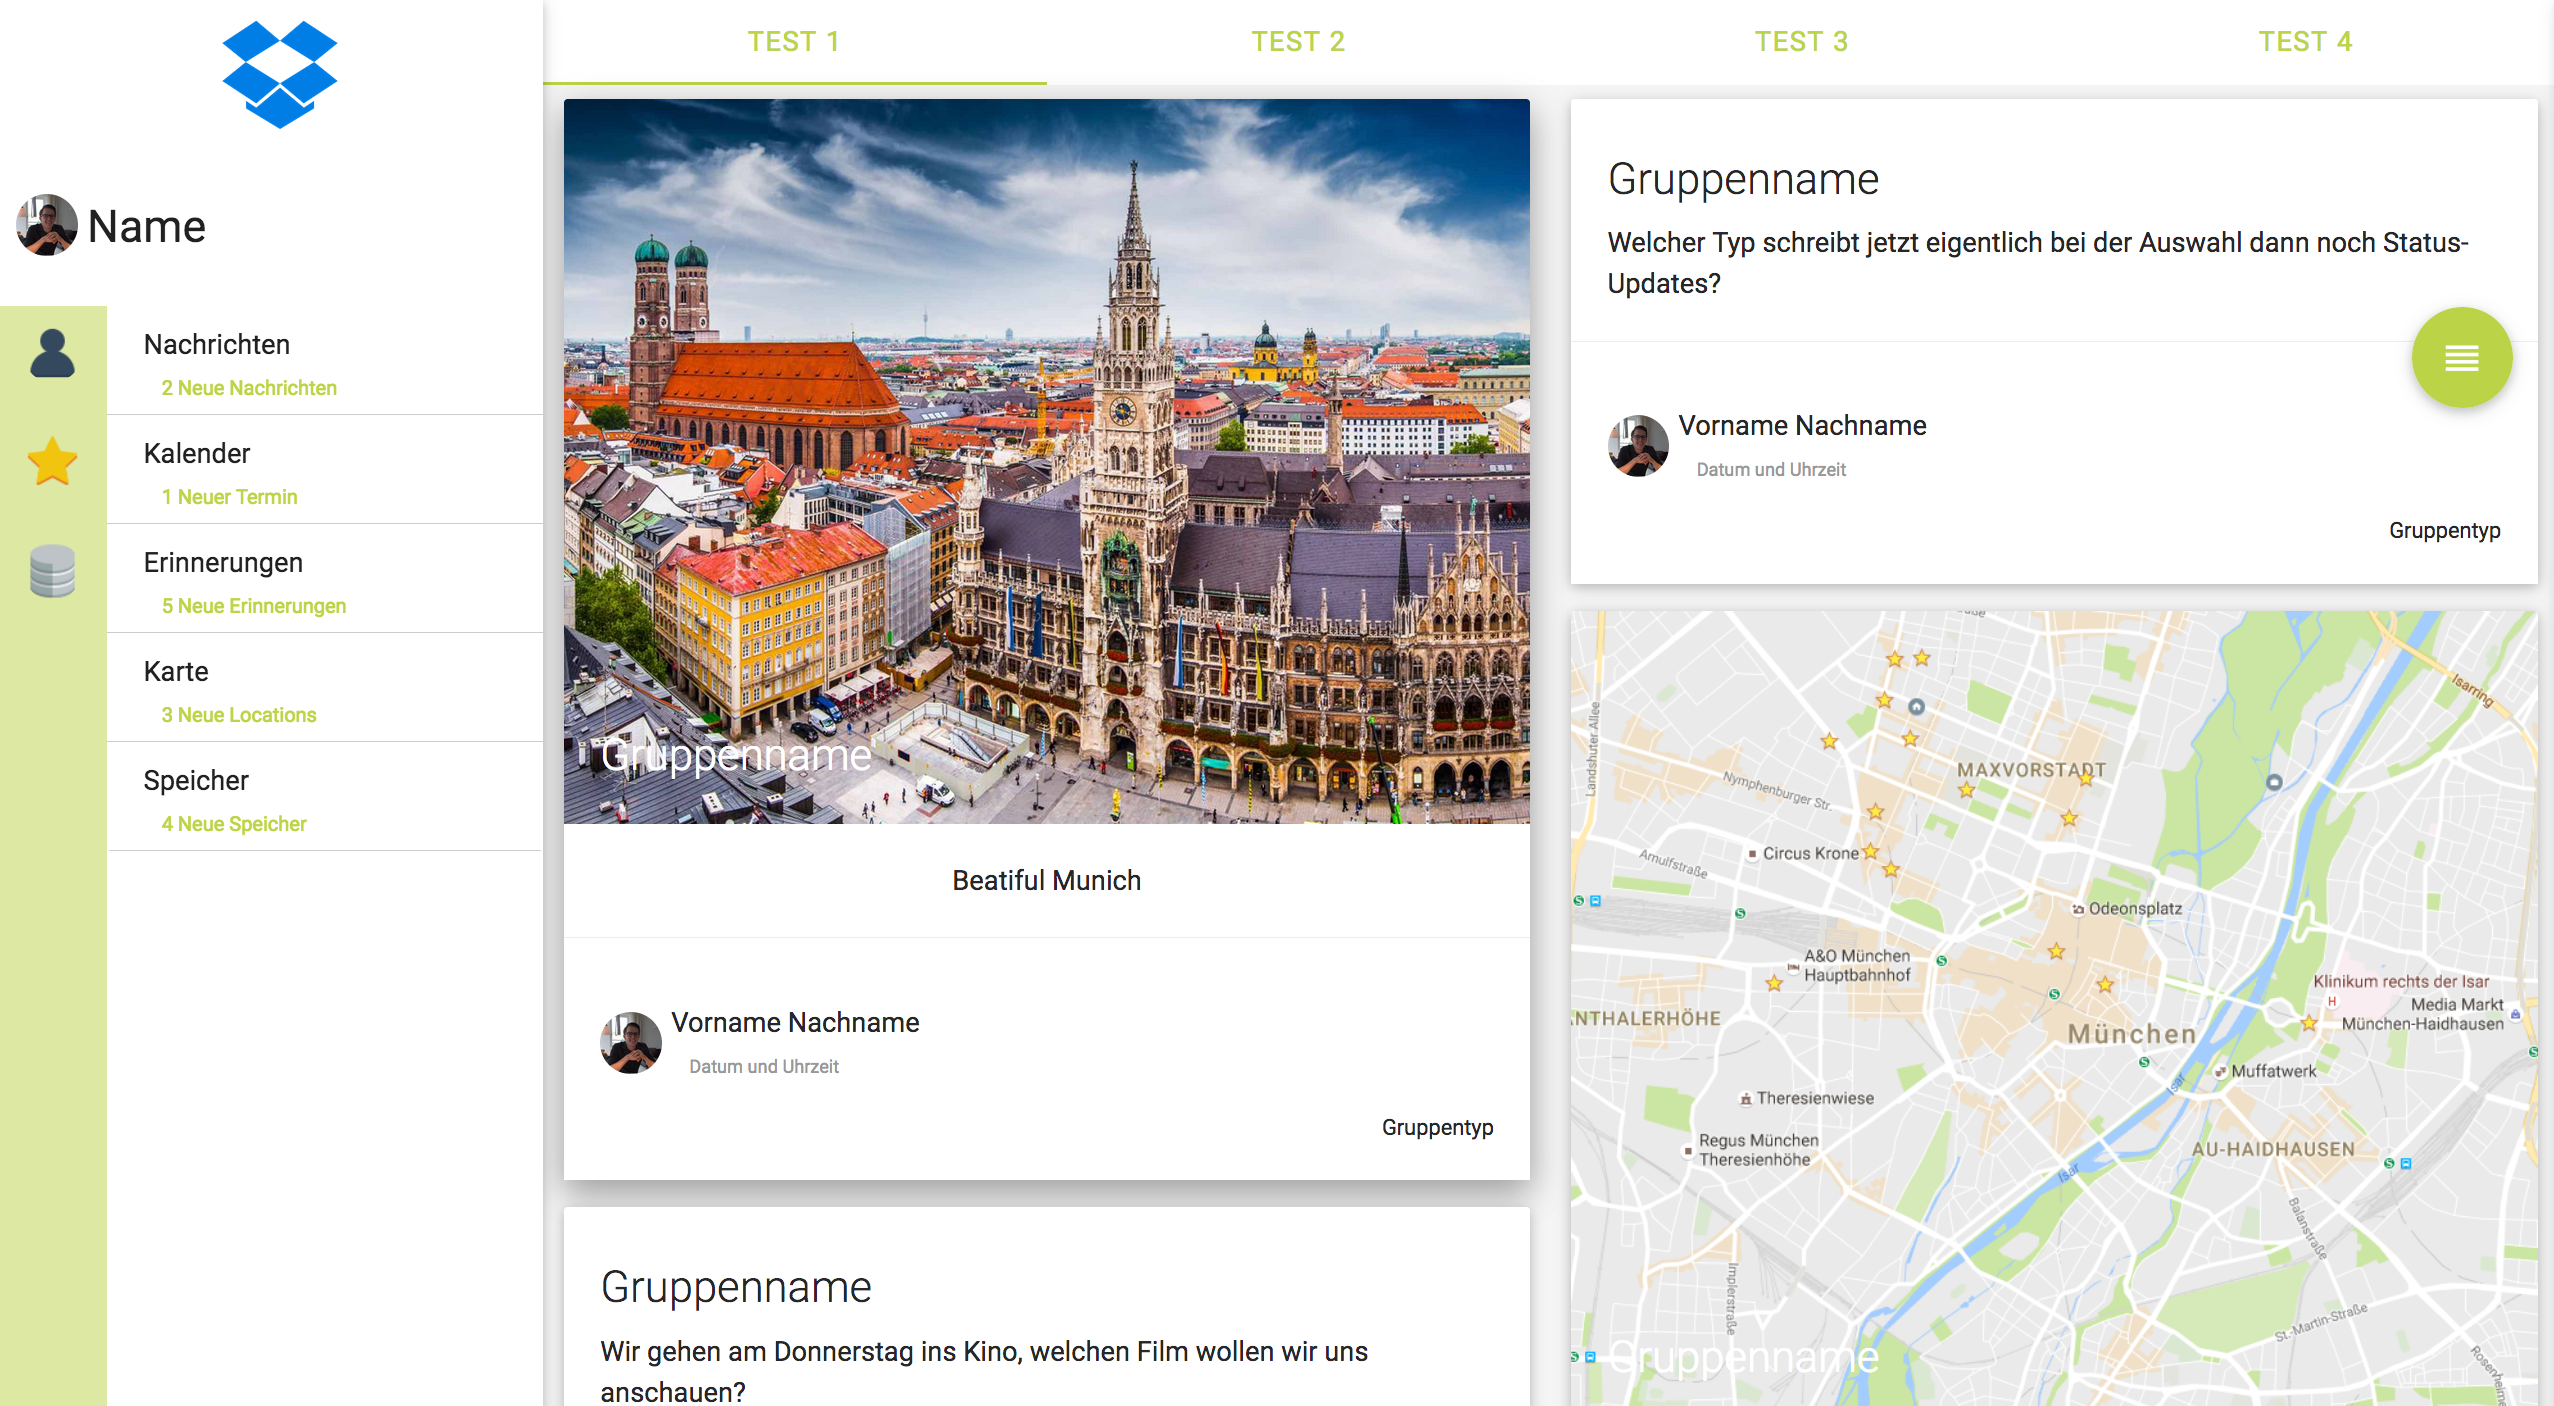 TEST 1
TEST 2
TEST 3
TEST 4
Name
Nachrichten
2 Neue Nachrichten
Kalender
1 Neuer Termin
Erinnerungen
5 Neue Erinnerungen
Karte
3 Neue Locations
Speicher
4 Neue Speicher
Gruppenname
Beatiful Munich
Vorname Nachname
Datum und Uhrzeit
Gruppentyp
Gruppenname
Wir gehen am Donnerstag ins Kino, welchen Film wollen wir uns
anschauen?
Gruppenname
Welcher Typ schreibt jetzt eigentlich bei der Auswahl dann noch Status-
Updates?
Vorname Nachname
Datum und Uhrzeit
Gruppentyp
Isarring
Landshuter Allee
MAXVORSTADT
Nymphenburger Str.
Circus Krone
Arnulfstraße
Odeonsplatz
A&O München
Hauptbahnhof
Klinikum rechts der Isar
H
Media Markt
München-Haidhausen
NTHALERHÖHE
München
Muffatwerk
Isar
Theresienwiese
Regus München
Theresienhöhe
AU-HAIDHAUSEN
Isar
Balanstraße
Implerstraße
St.-Martin-Straße
Rosenheime
Gruppenname